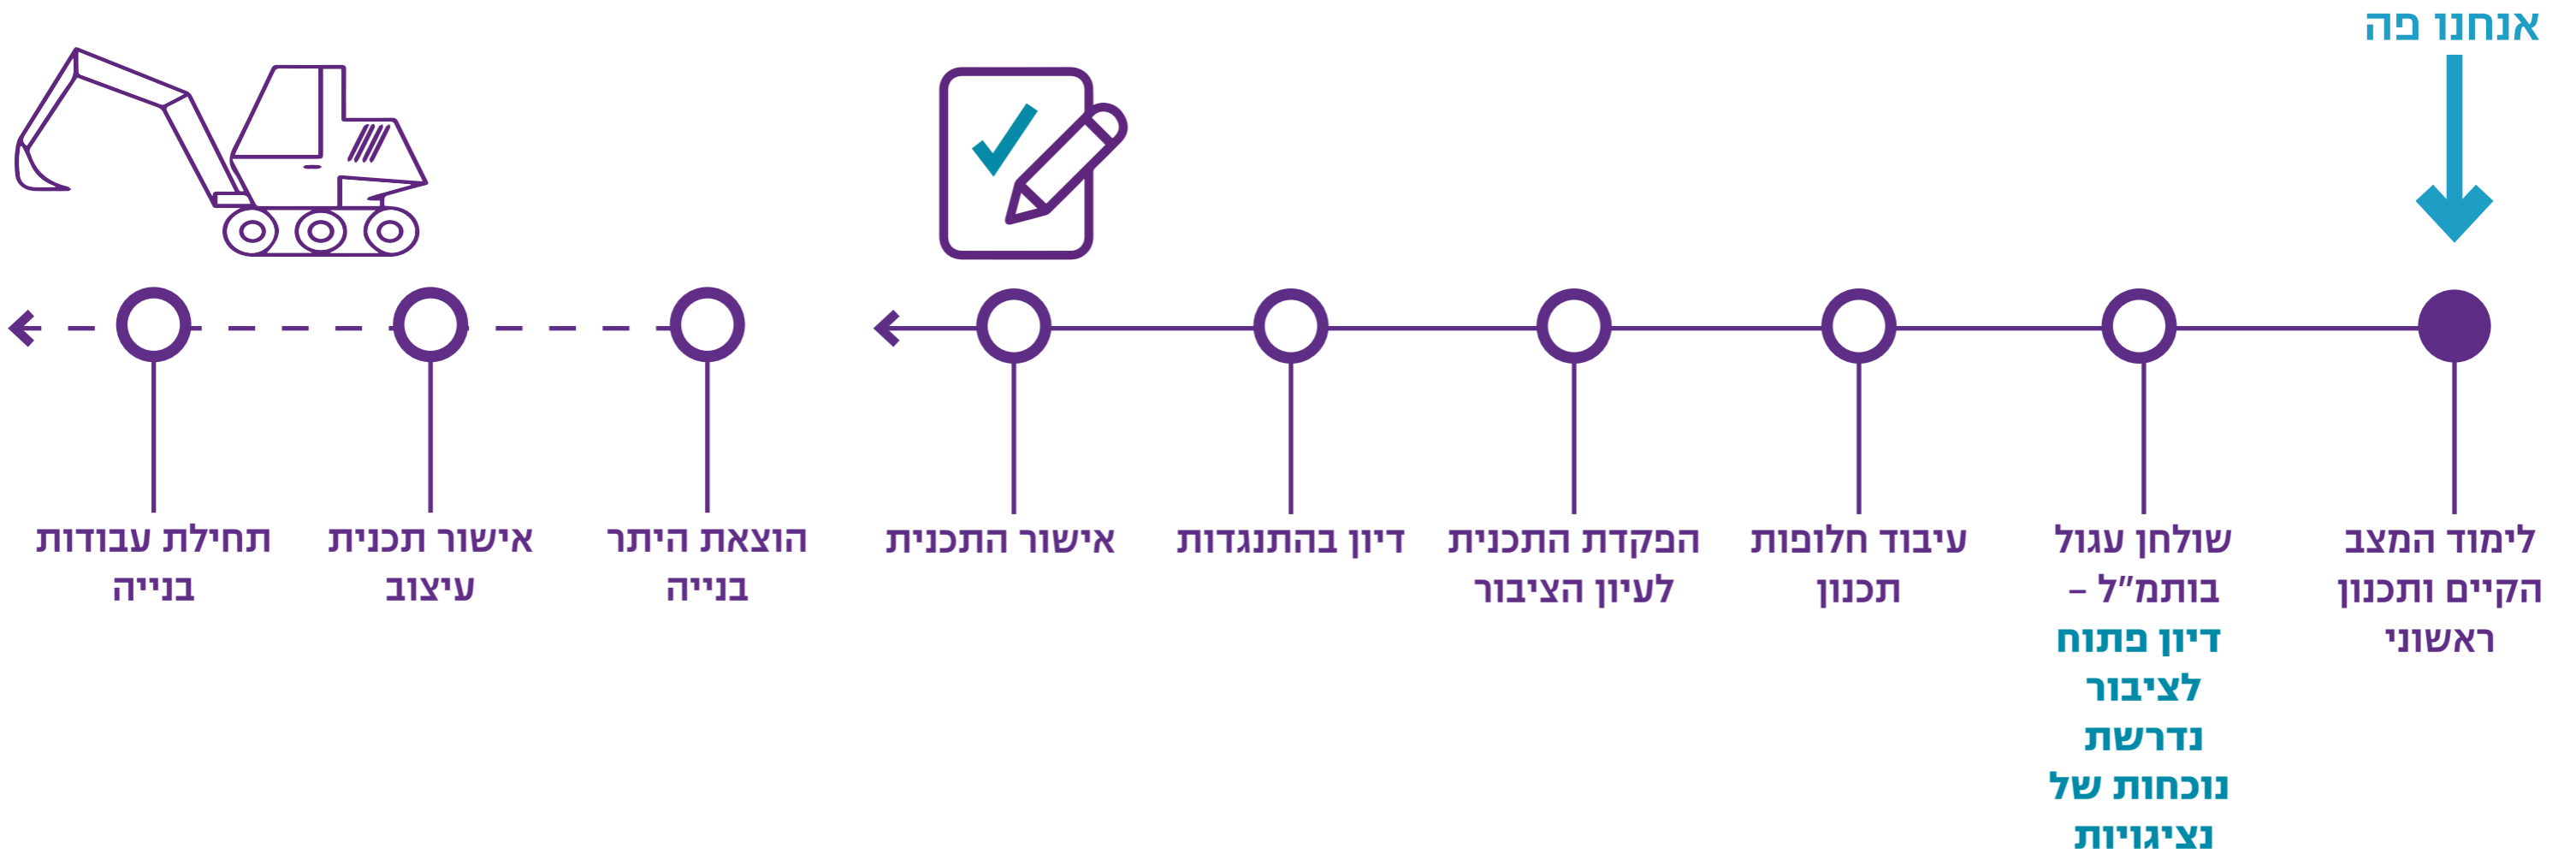 אנחנו פה
לימוד המצב
הקיים ותכנון
ראשוני
שולחן עגול
בותמ"ל –
דיון פתוח
לציבור
נדרשת
נוכחות של
נציגויות
עיבוד חלופות
תכנון
הפקדת התכנית
לעיון הציבור
דיון בהתנגדות
אישור התכנית
הוצאת היתר
בנייה
אישור תכנית
עיצוב
תחילת עבודות
בנייה